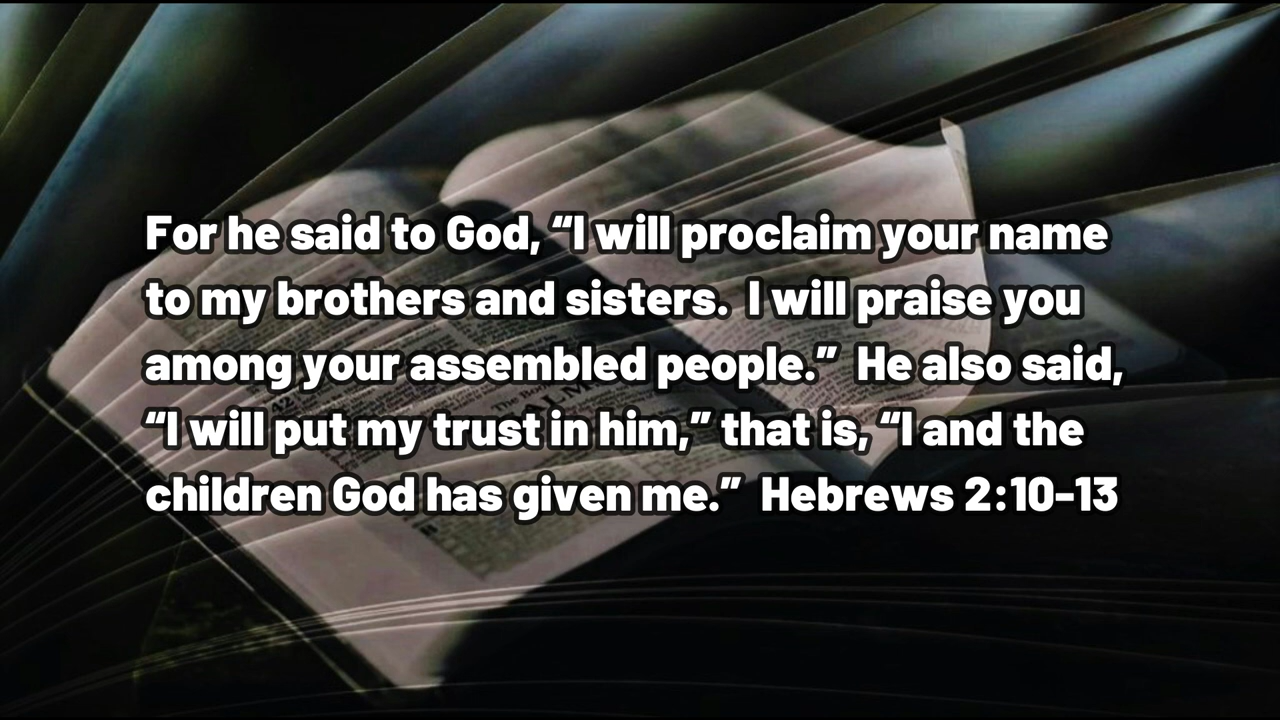 For he said to God, “I will proclaim your name
to my brothers and sisters.  I will praise you
among your assembled people.”  He also said,
“I will put my trust in him,” that is, “I and the
children God has given me.”  Hebrews 2:10-13